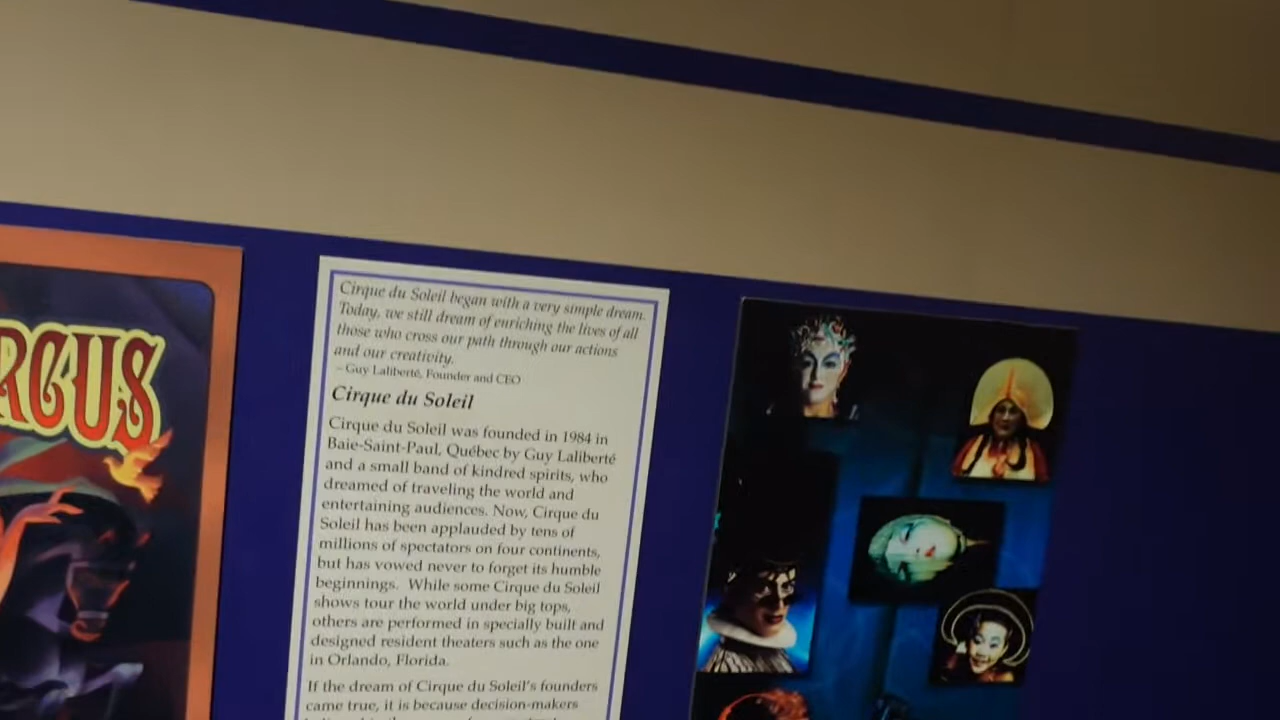 RCUS
Cirque du Soleil began with a very simple dream.
Today, we still dream of enriching the lives of all
those who cross our path through our actions
and our creativity.
– Guy Laliberté, Founder and CEO
Cirque du Soleil
Cirque du Soleil was founded in 1984 in
Baie-Saint-Paul, Québec by Guy Laliberté
and a small band of kindred spirits, who
dreamed of traveling the world and
entertaining audiences. Now, Cirque du
Soleil has been applauded by tens of
millions of spectators on four continents,
but has vowed never to forget its humble
beginnings. While some Cirque du Soleil
shows tour the world under big tops,
others are performed in specially built and
designed resident theaters such as the one
in Orlando, Florida.
If the dream of Cirque du Soleil's founders
came true, it is because decision-makers